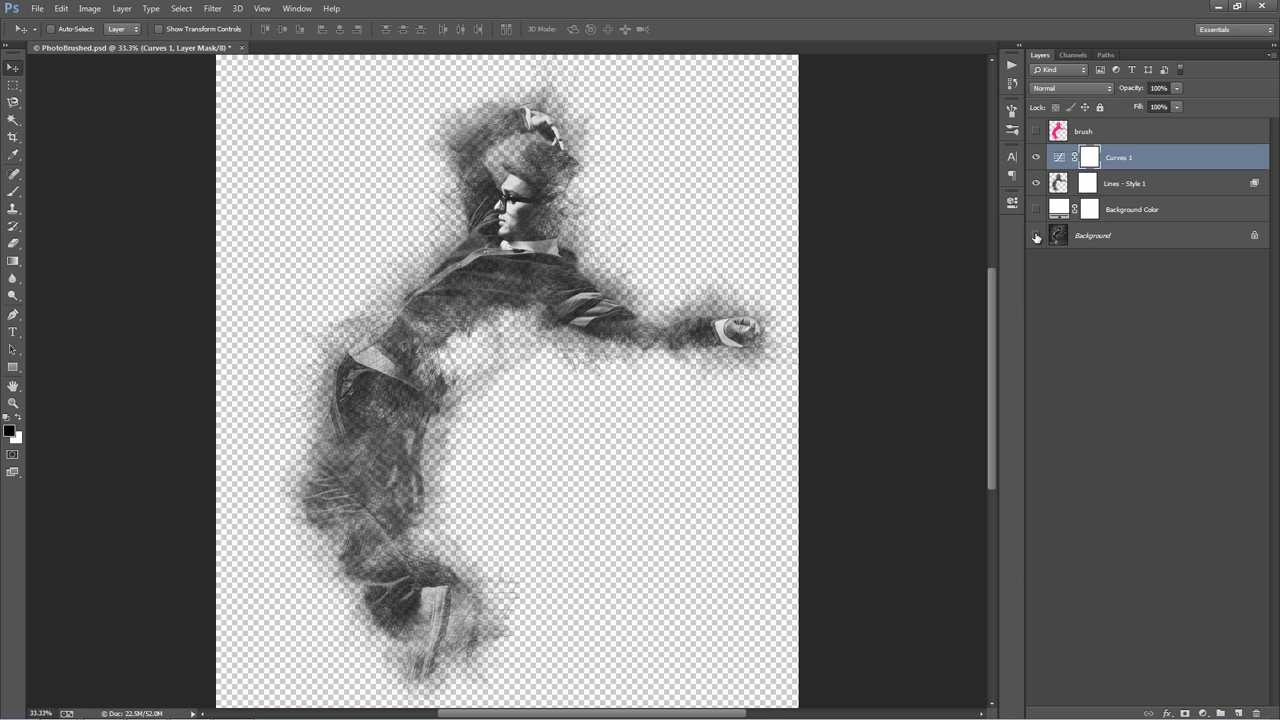 Ps File Edit Image Layer Type Select Filter 3D View Window Help
Auto-Select: Layer Show Transform Controls 3D Mode: Essentials
© PhotoBrushed.psd @ 33.3% (Curves 1, Layer Mask/8) * ×
Layers Channels Paths
Kind
Normal Opacity: 100%
Lock: Fill: 100%
brush
Curves 1
Lines - Style 1
Background Color
Background
33.33% © Doc: 22.5M/52.0M